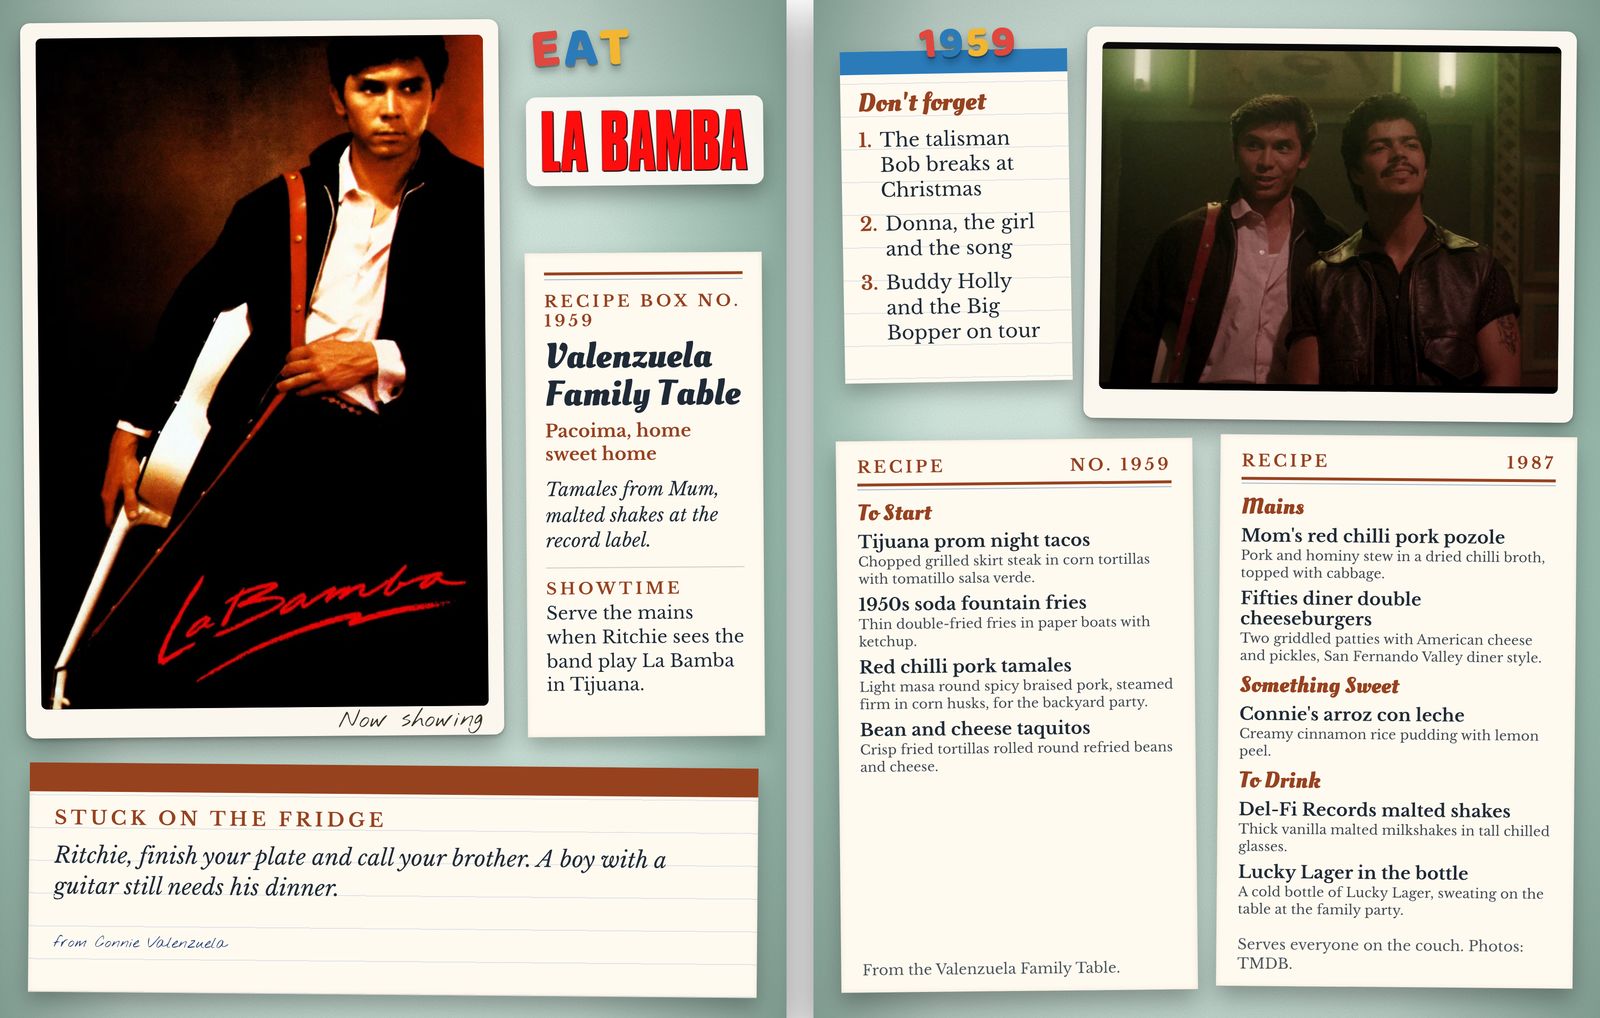 EAT
LA BAMBA
La Bamba
Now showing
RECIPE BOX NO.
1959
Valenzuela
Family Table
Pacoima, home
sweet home
Tamales from Mum,
malted shakes at the
record label.
SHOWTIME
Serve the mains
when Ritchie sees the
band play La Bamba
in Tijuana.
STUCK ON THE FRIDGE
Ritchie, finish your plate and call your brother. A boy with a
guitar still needs his dinner.
from Connie Valenzuela
1959
Don't forget
1. The talisman
Bob breaks at
Christmas
2. Donna, the girl
and the song
3. Buddy Holly
and the Big
Bopper on tour
RECIPE NO. 1959
To Start
Tijuana prom night tacos
Chopped grilled skirt steak in corn tortillas
with tomatillo salsa verde.
1950s soda fountain fries
Thin double-fried fries in paper boats with
ketchup.
Red chilli pork tamales
Light masa round spicy braised pork, steamed
firm in corn husks, for the backyard party.
Bean and cheese taquitos
Crisp fried tortillas rolled round refried beans
and cheese.
From the Valenzuela Family Table.
RECIPE 1987
Mains
Mom's red chilli pork pozole
Pork and hominy stew in a dried chilli broth,
topped with cabbage.
Fifties diner double
cheeseburgers
Two griddled patties with American cheese
and pickles, San Fernando Valley diner style.
Something Sweet
Connie's arroz con leche
Creamy cinnamon rice pudding with lemon
peel.
To Drink
Del-Fi Records malted shakes
Thick vanilla malted milkshakes in tall chilled
glasses.
Lucky Lager in the bottle
A cold bottle of Lucky Lager, sweating on the
table at the family party.
Serves everyone on the couch. Photos:
TMDB.